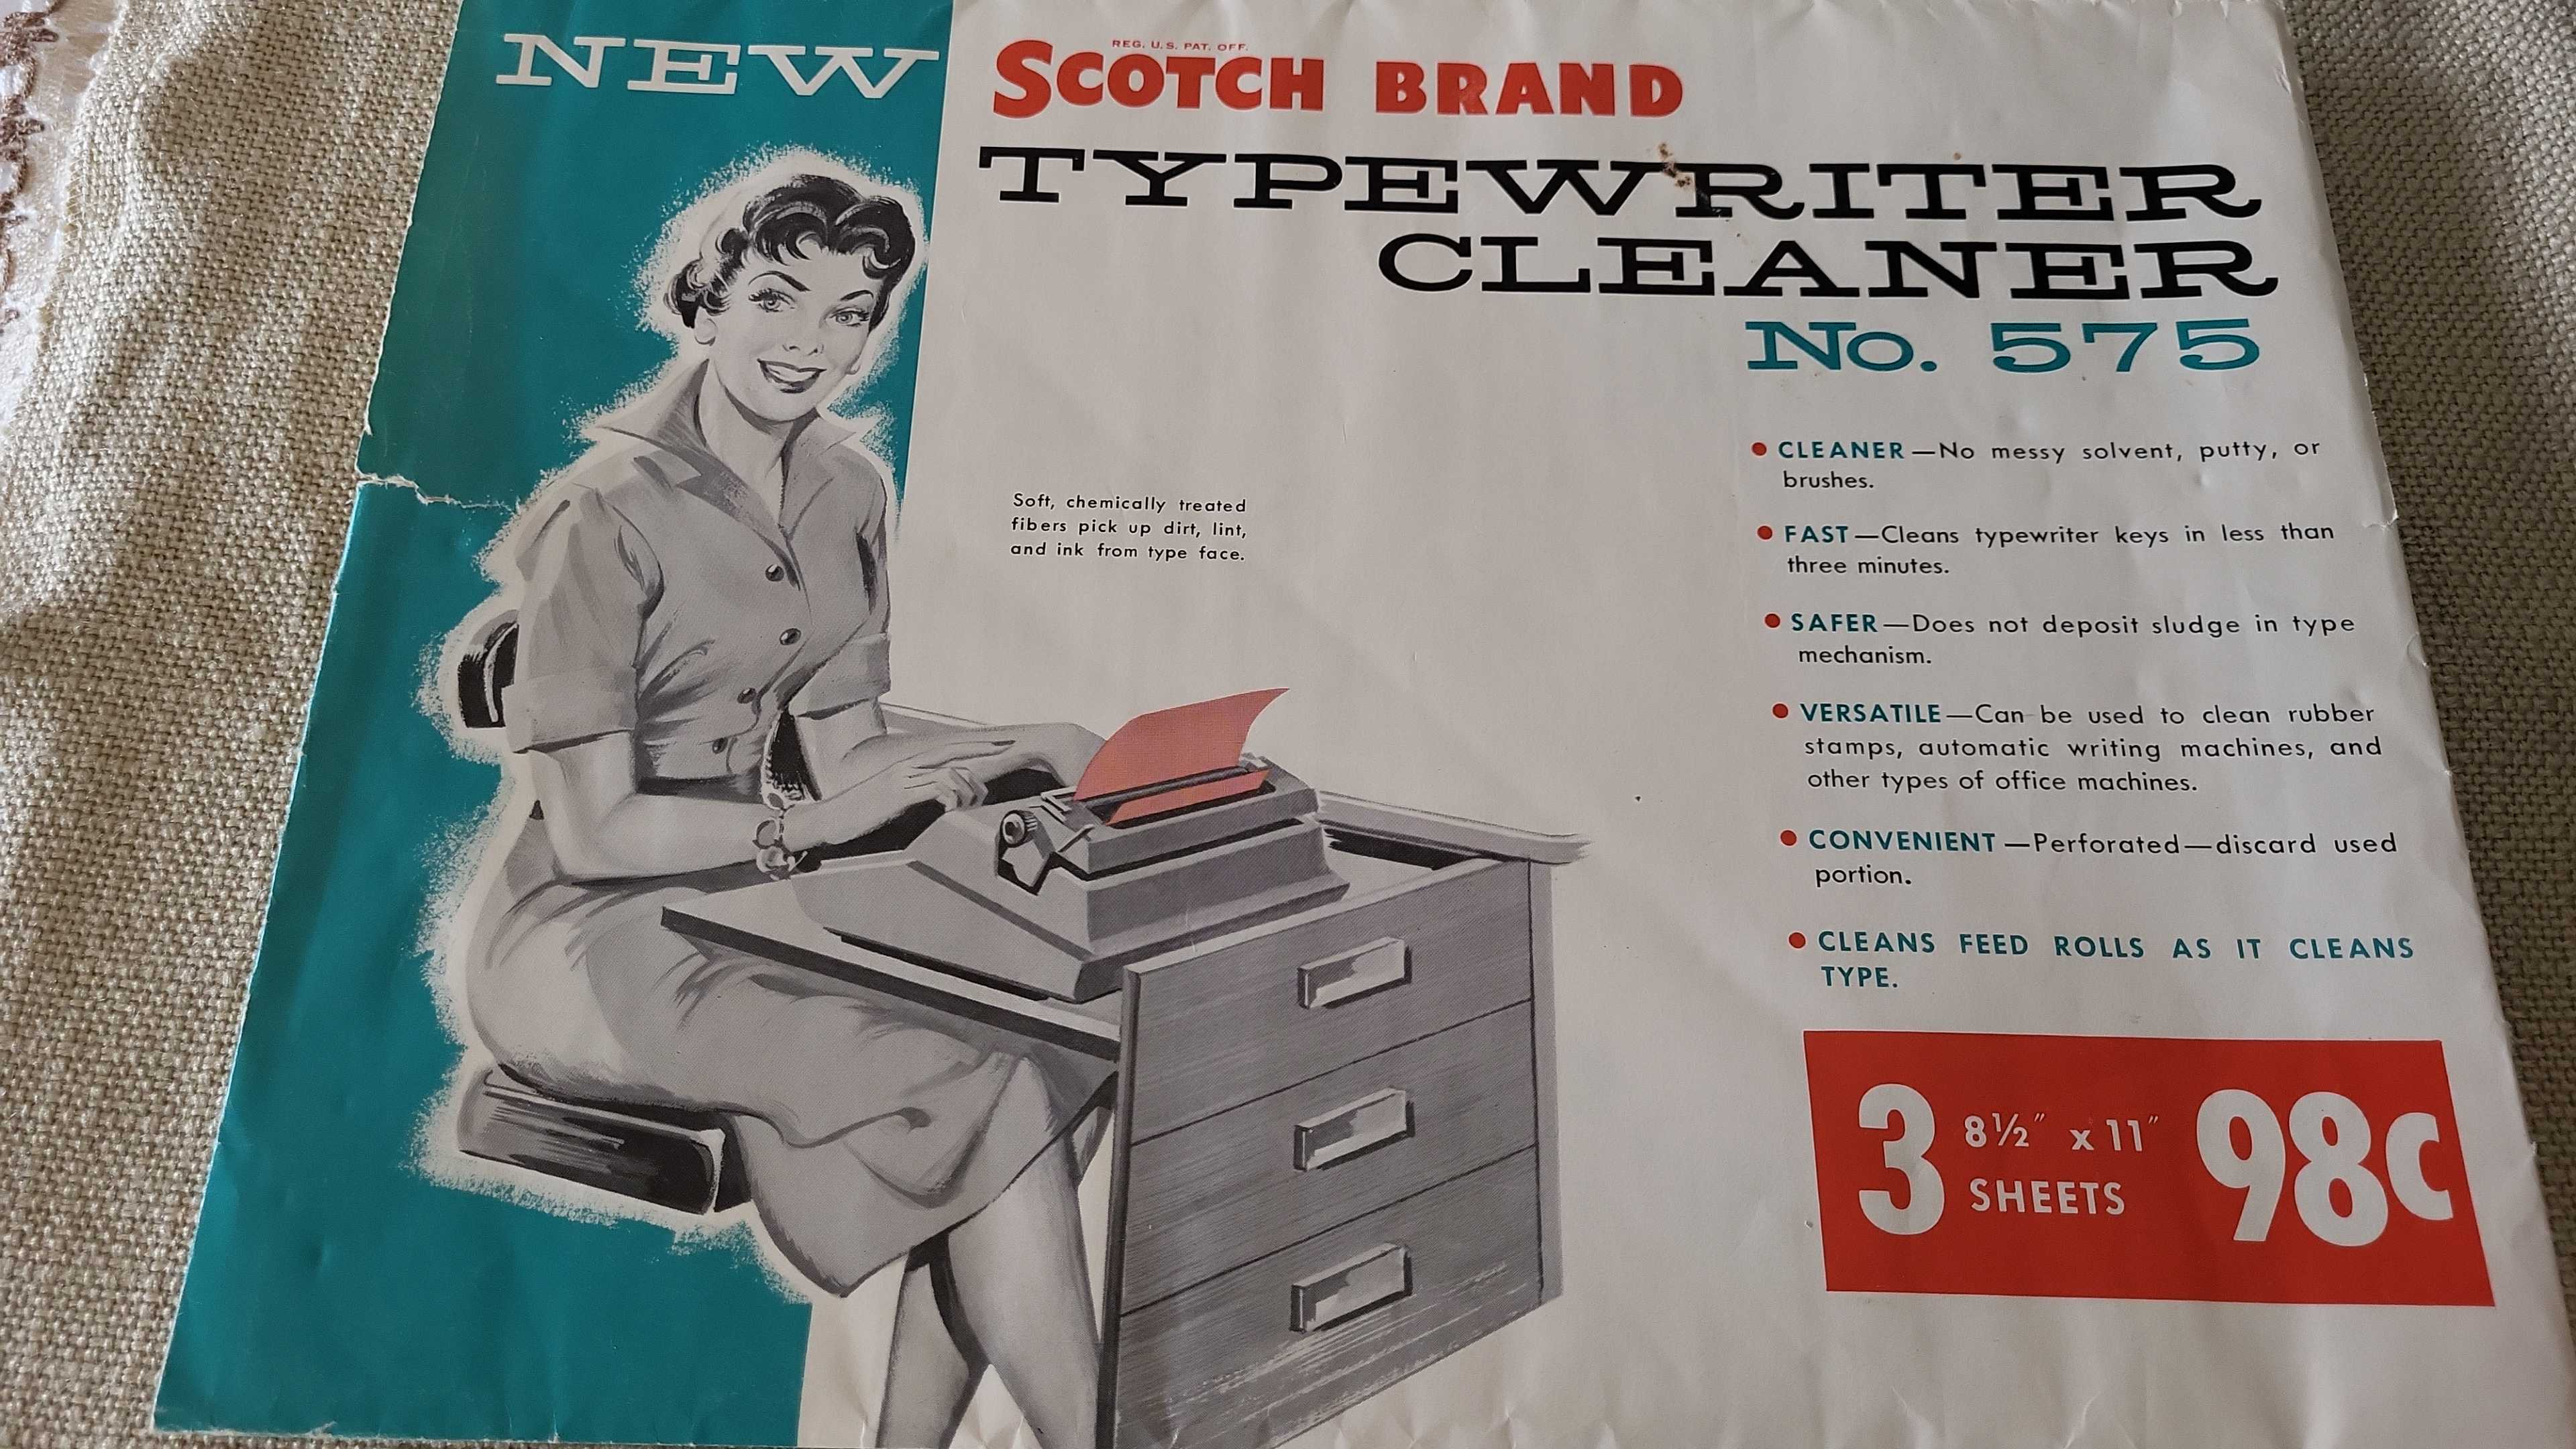 NEW
REG. U.S. PAT. OFF.
SCOTCH BRAND
TYPEWRITER
CLEANER
No. 575
Soft, chemically treated
fibers pick up dirt, lint,
and ink from type face.
• CLEANER—No messy solvent, putty, or
brushes.
• FAST—Cleans typewriter keys in less than
three minutes.
• SAFER—Does not deposit sludge in type
mechanism.
• VERSATILE—Can be used to clean rubber
stamps, automatic writing machines, and
other types of office machines.
• CONVENIENT—Perforated—discard used
portion.
• CLEANS FEED ROLLS AS IT CLEANS
TYPE.
3 8½" x 11" SHEETS 98c